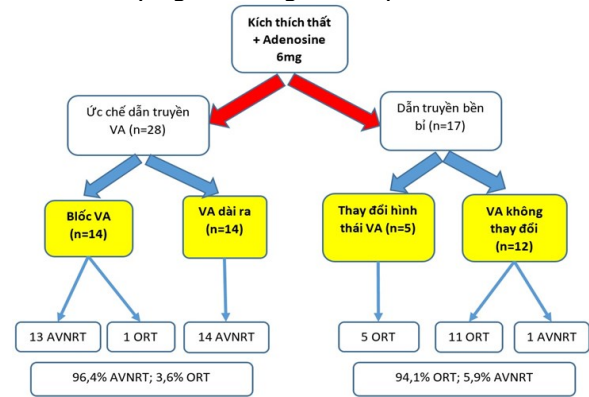 Kích thích thất
+ Adenosine
6mg
Ức chế dẫn truyền
VA (n=28)
Dẫn truyền bền
bỉ (n=17)
Blốc VA
(n=14)
VA dài ra
(n=14)
Thay đổi hình
thái VA (n=5)
VA không
thay đổi
(n=12)
13 AVNRT
1 ORT
14 AVNRT
5 ORT
11 ORT
1 AVNRT
96,4% AVNRT; 3,6% ORT
94,1% ORT; 5,9% AVNRT